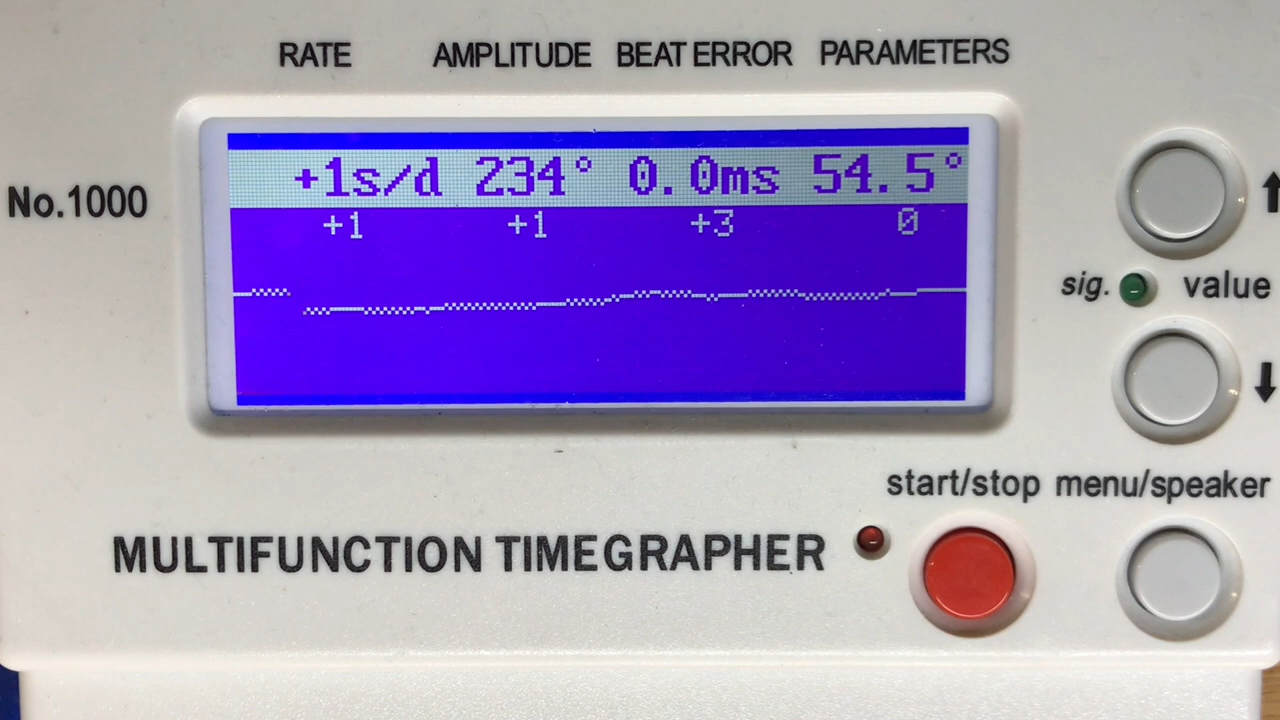 RATE AMPLITUDE BEAT ERROR PARAMETERS
No.1000
+1s/d 234° 0.0ms 54.5°
+1 +1 +3 0
↑
sig. value
↓
start/stop menu/speaker
MULTIFUNCTION TIMEGRAPHER